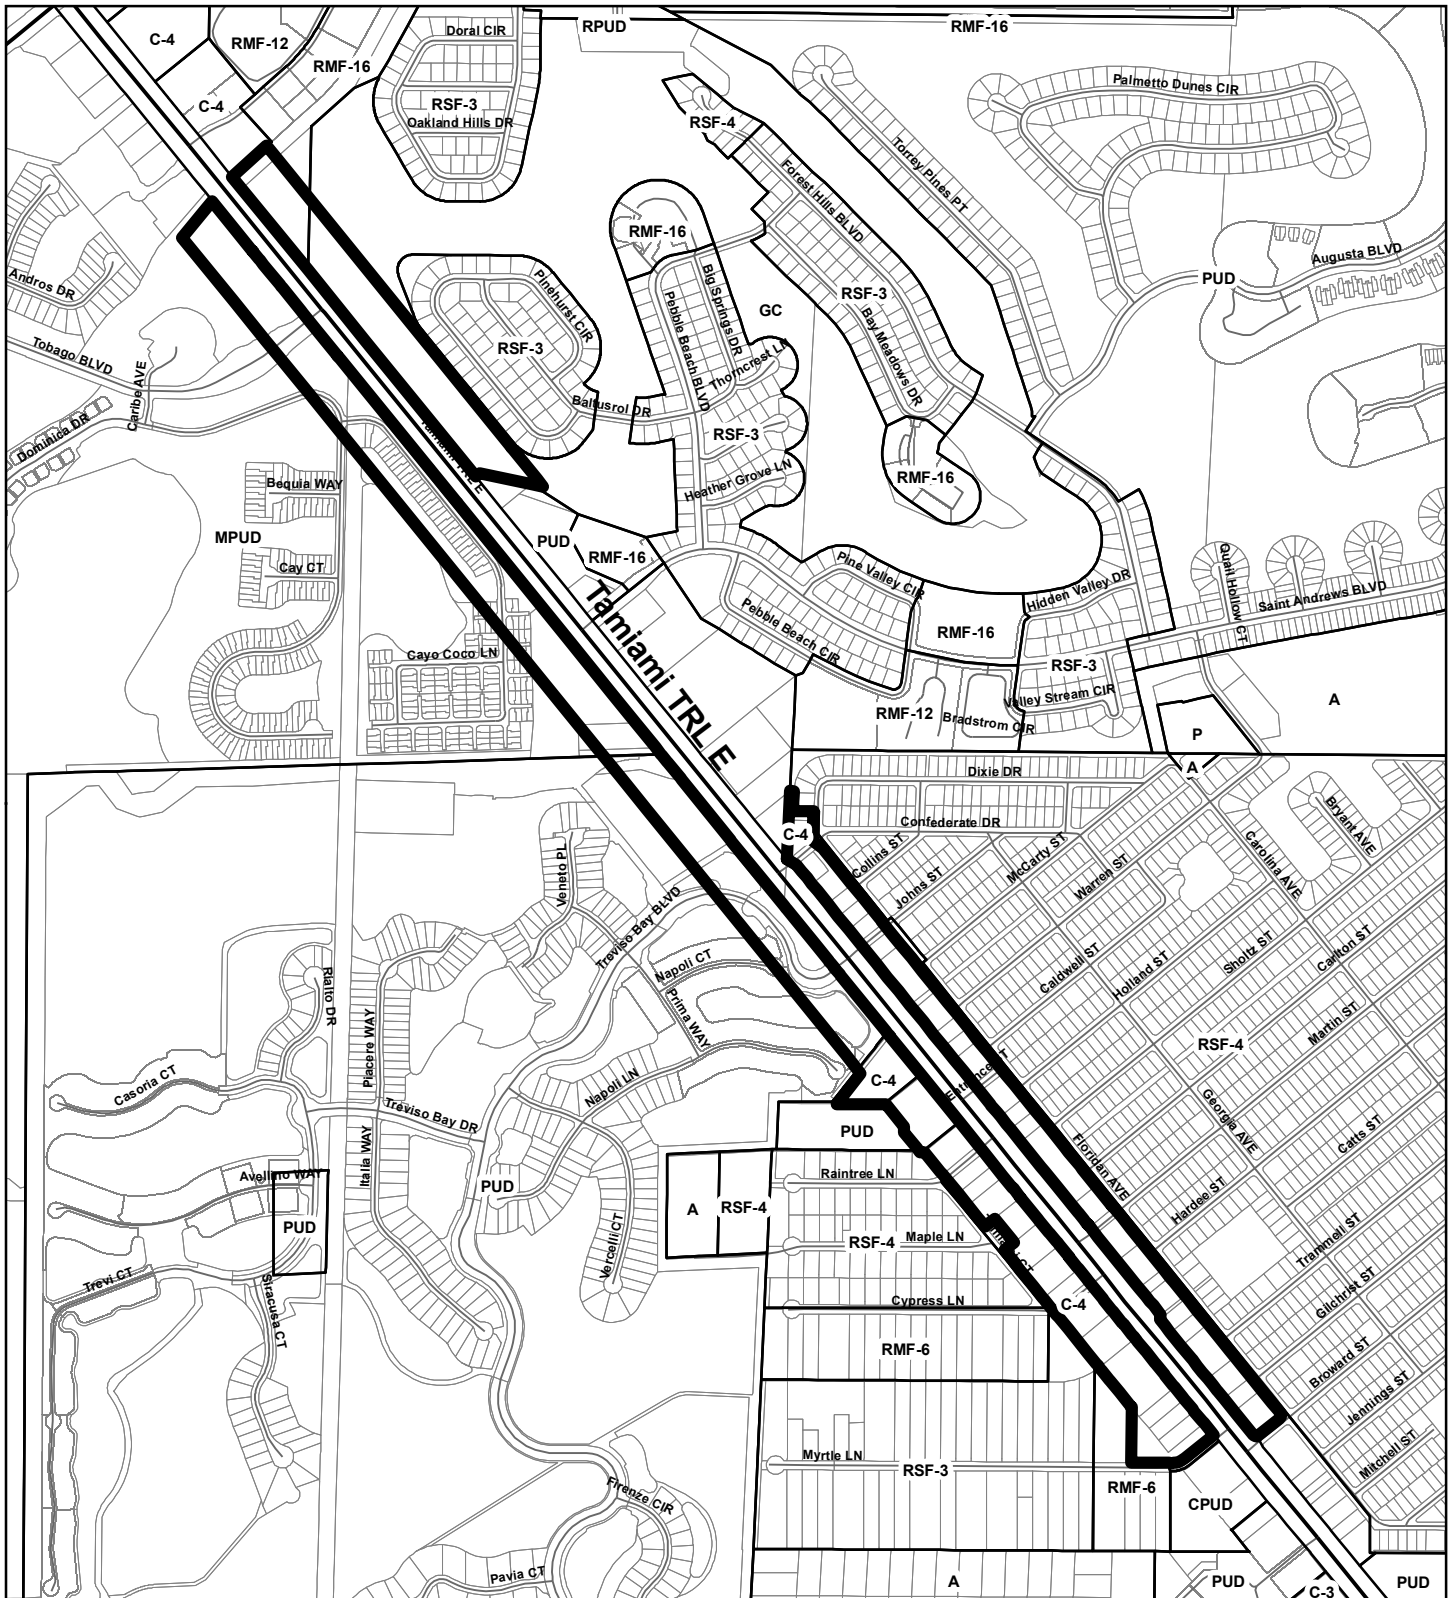 C-4
RMF-12
RMF-16
C-4
Doral CIR
RSF-3
Oakland Hills DR
RPUD
RMF-16
RSF-4
Palmetto Dunes CIR
Torrey Pines PT
Forest Hills BLVD
RMF-16
Big Springs DR
Pebble Beach BLVD
Thorncrest LN
GC
RSF-3
Bay Meadows DR
PUD
Augusta BLVD
Andros DR
Tobago BLVD
Caribe AVE
Dominica DR
Pinehurst CIR
RSF-3
Baltusrol DR
RSF-3
Heather Grove LN
RMF-16
Bequia WAY
MPUD
Cay CT
Cayo Coco LN
PUD
RMF-16
Tamiami TRL E
Pine Valley CIR
Pebble Beach CIR
Hidden Valley DR
RMF-16
RSF-3
Quail Hollow CT
Saint Andrews BLVD
Valley Stream CIR
RMF-12
Bradstrom CIR
A
P
A
Dixie DR
Confederate DR
C-4
Collins ST
Johns ST
McCarty ST
Warren ST
Carolina AVE
Bryant AVE
Caldwell ST
Holland ST
Sholtz ST
Carlton ST
Martin ST
RSF-4
Georgia AVE
Catts ST
Floridan AVE
Hardee ST
Trammell ST
Gilchrist ST
Broward ST
Jennings ST
Mitchell ST
Veneto PL
Treviso Bay BLVD
Napoli CT
Prima WAY
Rialto DR
Piacere WAY
Casoria CT
Treviso Bay DR
Napoli LN
Italia WAY
Avellino WAY
PUD
PUD
Vercelli CT
Trevi CT
Siracusa CT
Firenze CIR
Pavia CT
C-4
PUD
A
RSF-4
Raintree LN
RSF-4
Maple LN
Cypress LN
C-4
RMF-6
Myrtle LN
RSF-3
RMF-6
CPUD
A
PUD
C-3
PUD